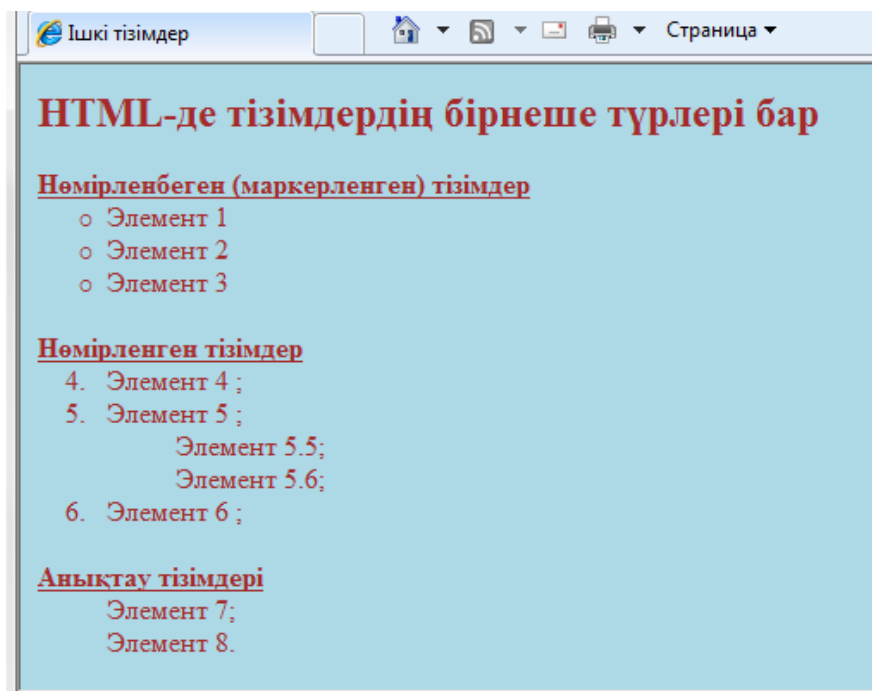 Ішкі тізімдер
Страница
HTML-де тізімдердің бірнеше түрлері бар
Нөмірленбеген (маркерленген) тізімдер
Элемент 1
Элемент 2
Элемент 3
Нөмірленген тізімдер
4. Элемент 4 ;
5. Элемент 5 ;
Элемент 5.5;
Элемент 5.6;
6. Элемент 6 ;
Анықтау тізімдері
Элемент 7;
Элемент 8.